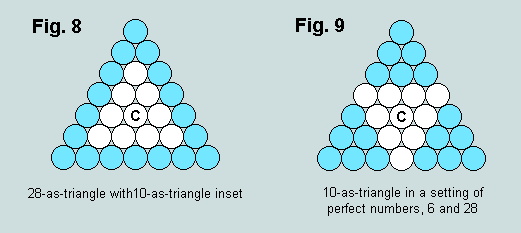 Fig. 8
Fig. 9
C
C
28-as-triangle with10-as-triangle inset
10-as-triangle in a setting of
perfect numbers, 6 and 28